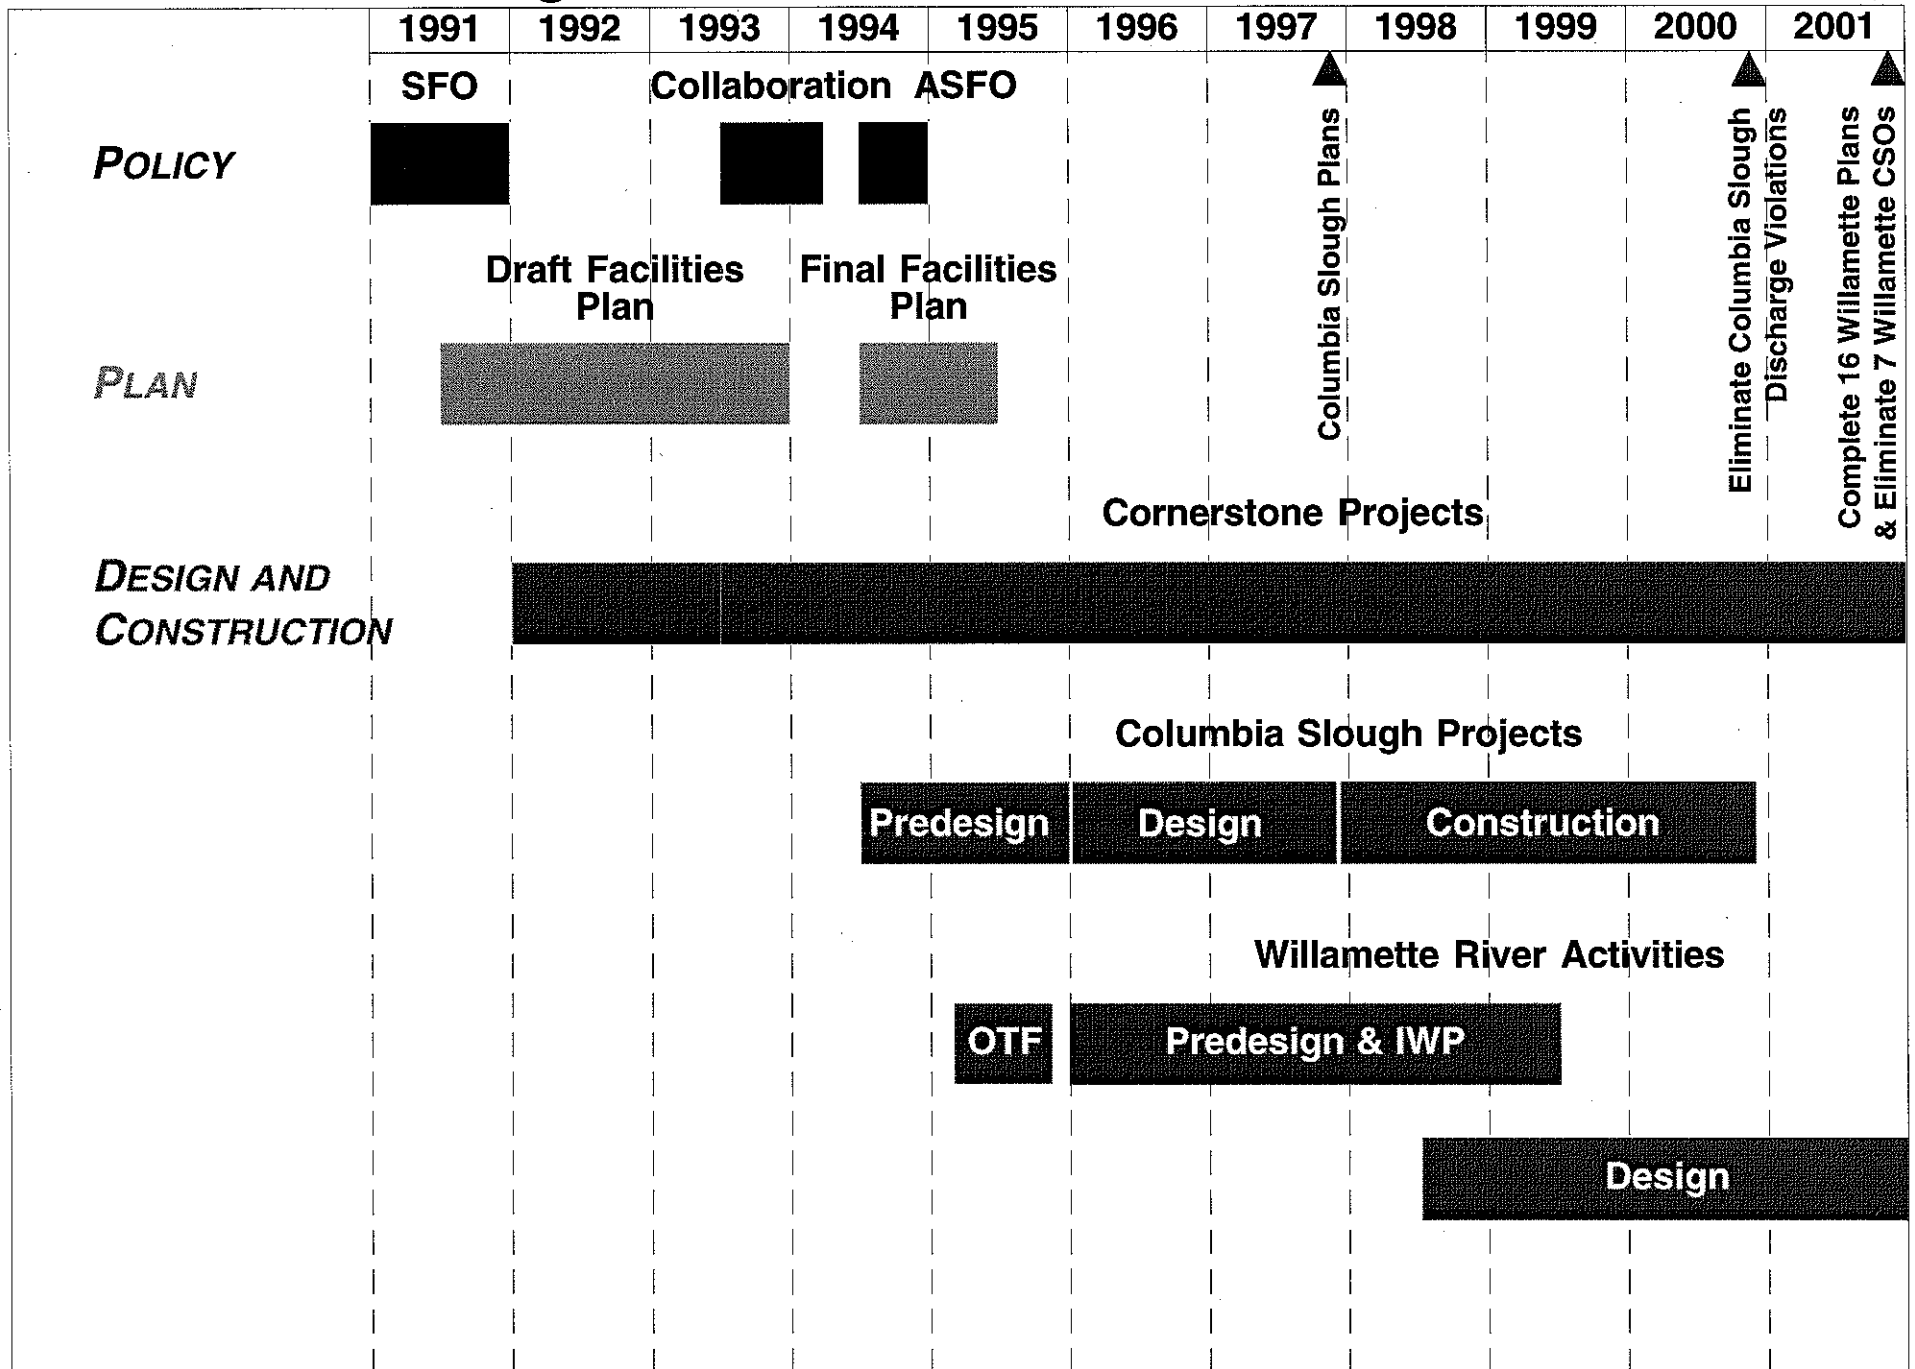 1991 1992 1993 1994 1995 1996 1997 1998 1999 2000 2001
SFO Collaboration ASFO
POLICY
Columbia Slough Plans
Eliminate Columbia Slough
Discharge Violations
Complete 16 Willamette Plans
& Eliminate 7 Willamette CSOs
Draft Facilities
Plan
Final Facilities
Plan
PLAN
Cornerstone Projects
DESIGN AND
CONSTRUCTION
Columbia Slough Projects
Predesign Design Construction
Willamette River Activities
OTF Predesign & IWP
Design